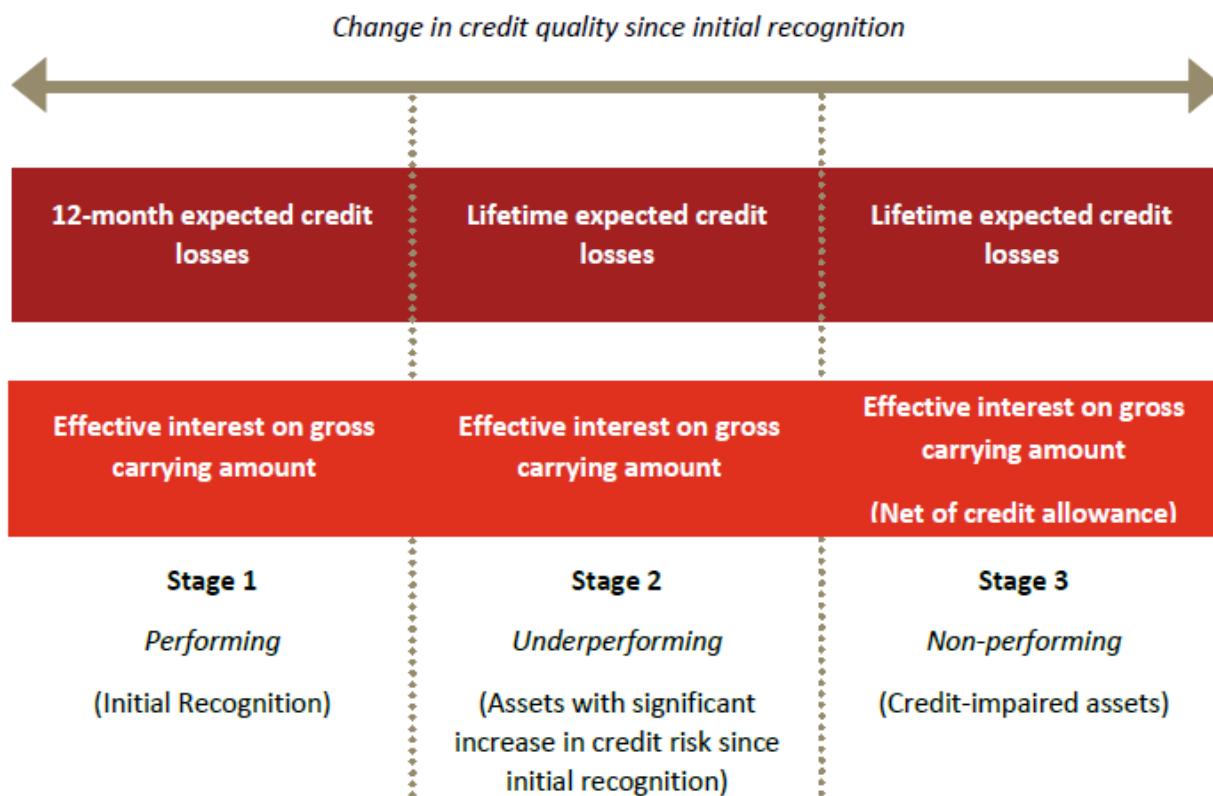 Change in credit quality since initial recognition
12-month expected credit
losses
Lifetime expected credit
losses
Lifetime expected credit
losses
Effective interest on gross
carrying amount
Effective interest on gross
carrying amount
Effective interest on gross
carrying amount
(Net of credit allowance)
Stage 1
Performing
(Initial Recognition)
Stage 2
Underperforming
(Assets with significant
increase in credit risk since
initial recognition)
Stage 3
Non-performing
(Credit-impaired assets)